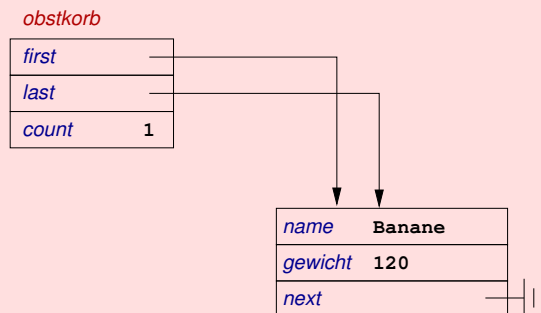 obstkorb
first
last
count 1
name Banane
gewicht 120
next